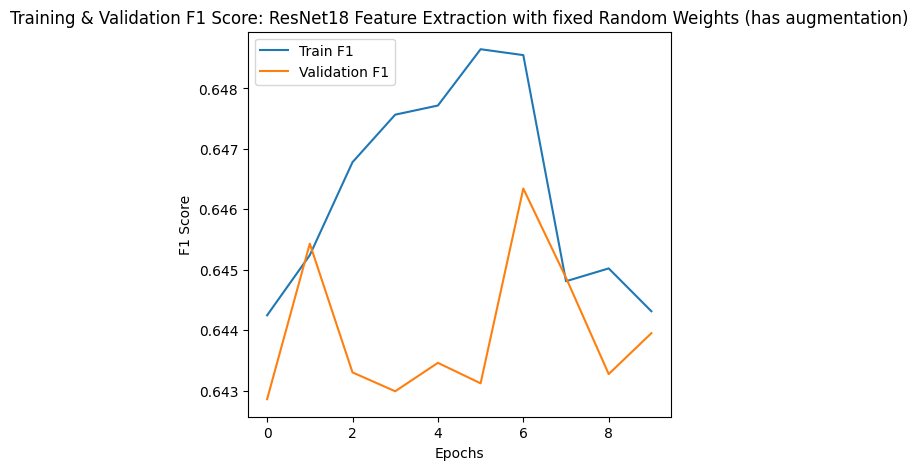 Training & Validation F1 Score: ResNet18 Feature Extraction with fixed Random Weights (has augmentation)
Train F1
Validation F1
0.648
0.647
0.646
0.645
0.644
0.643
F1 Score
0 2 4 6 8
Epochs